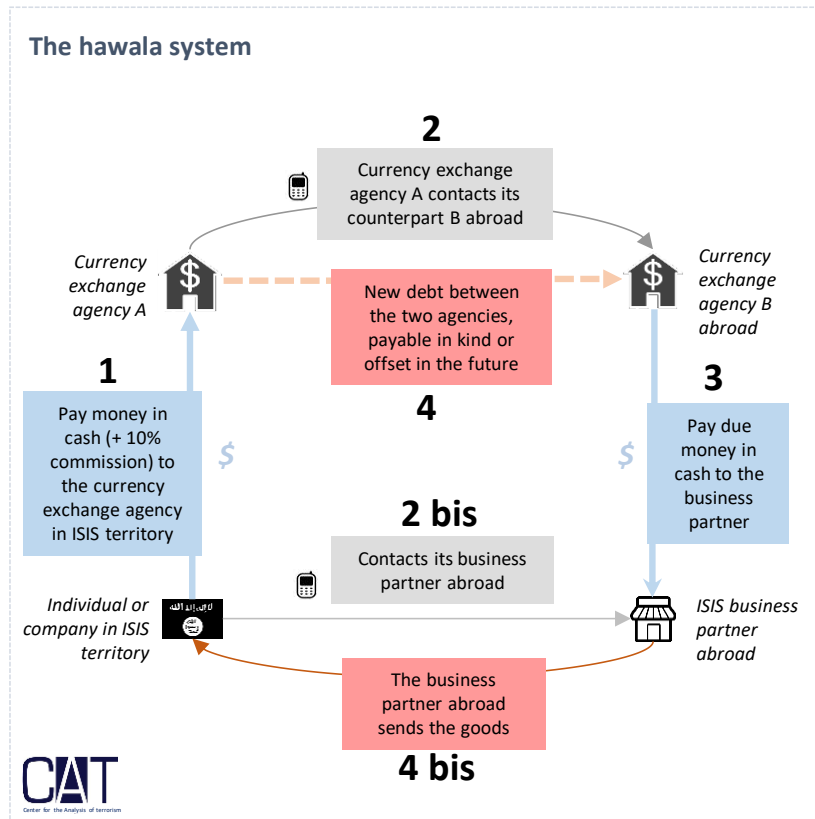 The hawala system
2
Currency exchange
agency A contacts its
counterpart B abroad
Currency
exchange
agency A
$
$
Currency
exchange
agency B
abroad
New debt between
the two agencies,
payable in kind or
offset in the future
4
1
Pay money in
cash (+ 10%
commission) to
the currency
exchange agency
in ISIS territory
$
3
Pay due
money in
cash to the
business
partner
$
2 bis
Contacts its business
partner abroad
Individual or
company in ISIS
territory
لا إله إلا الله
ISIS business
partner
abroad
The business
partner abroad
sends the goods
4 bis
CAT
Center for the Analysis of terrorism